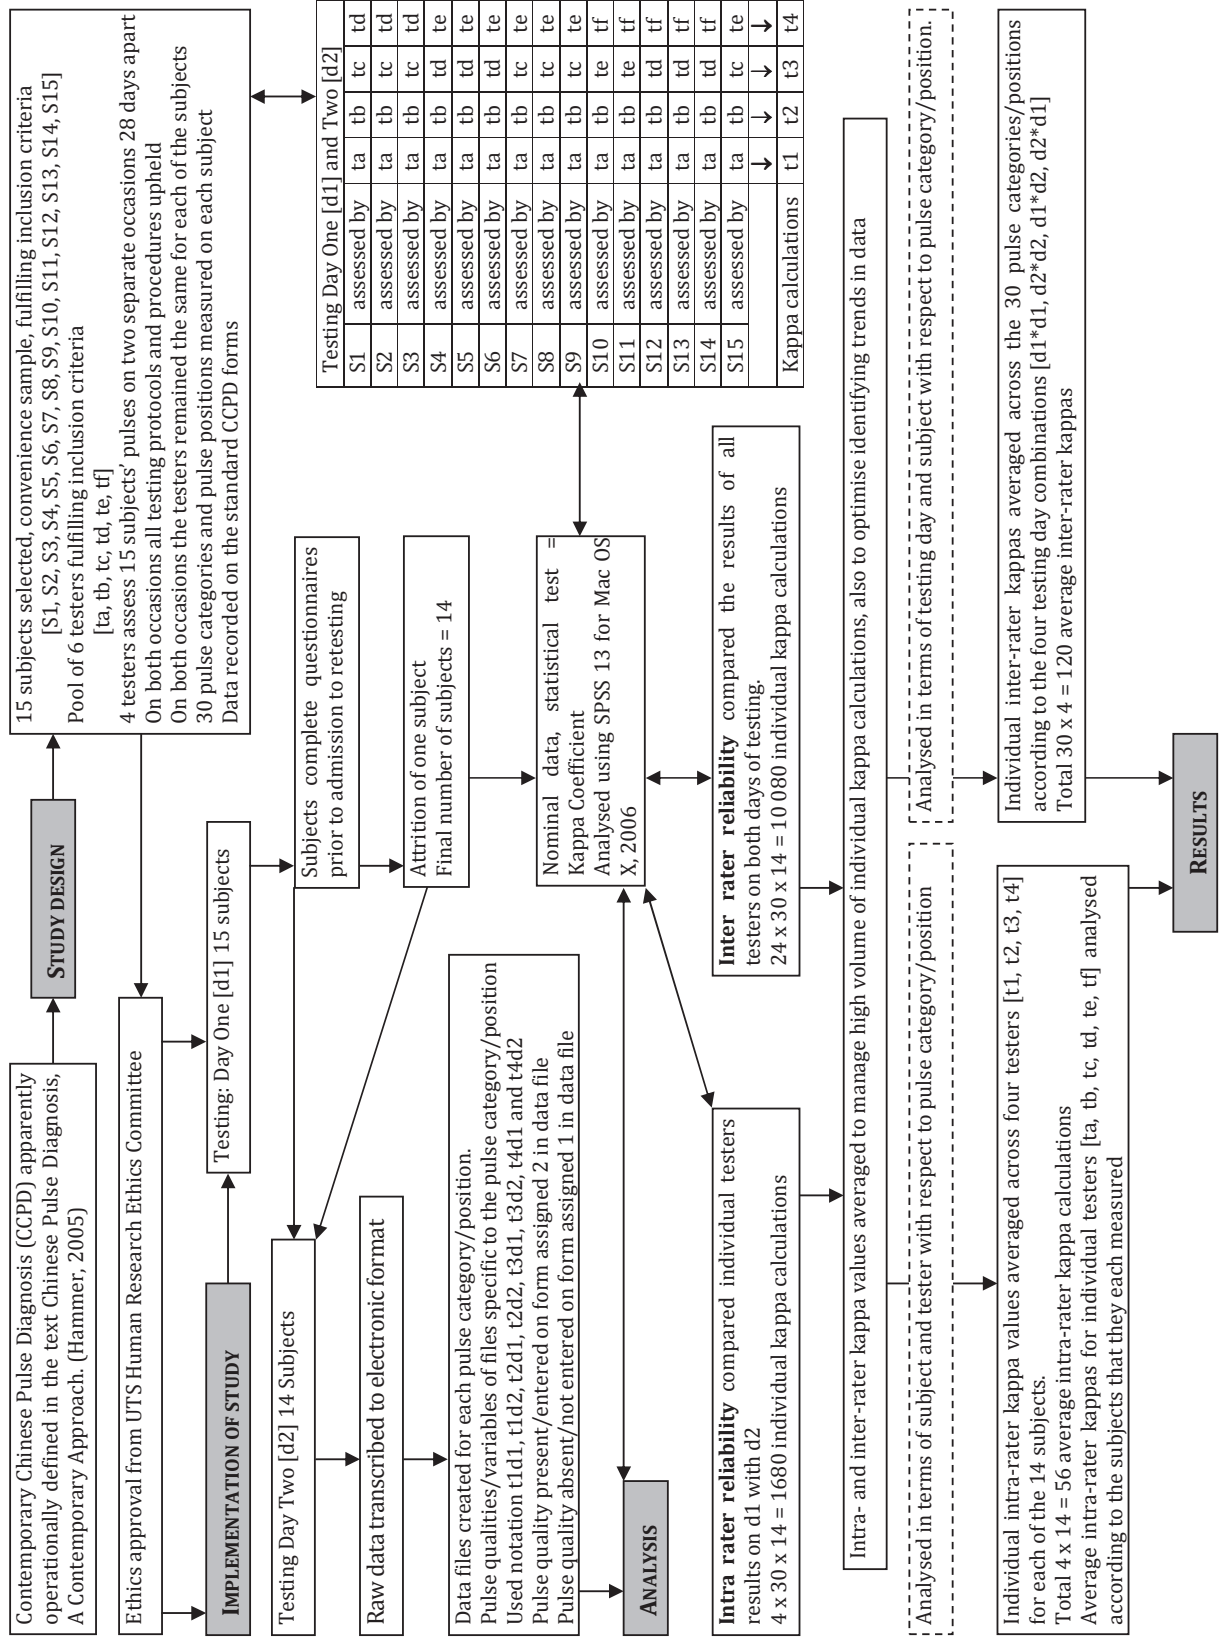 Contemporary Chinese Pulse Diagnosis (CCPD) apparently
operationally defined in the text Chinese Pulse Diagnosis,
A Contemporary Approach. (Hammer, 2005)
STUDY DESIGN
15 subjects selected, convenience sample, fulfilling inclusion criteria
[S1, S2, S3, S4, S5, S6, S7, S8, S9, S10, S11, S12, S13, S14, S15]
Pool of 6 testers fulfilling inclusion criteria
[ta, tb, tc, td, te, tf]
4 testers assess 15 subjects' pulses on two separate occasions 28 days apart
On both occasions all testing protocols and procedures upheld
On both occasions the testers remained the same for each of the subjects
30 pulse categories and pulse positions measured on each subject
Data recorded on the standard CCPD forms
Ethics approval from UTS Human Research Ethics Committee
IMPLEMENTATION OF STUDY
Testing: Day One [d1] 15 subjects
Subjects complete questionnaires
prior to admission to retesting
Attrition of one subject
Final number of subjects = 14
Testing Day Two [d2] 14 Subjects
Raw data transcribed to electronic format
Data files created for each pulse category/position.
Pulse qualities/variables of files specific to the pulse category/position
Used notation t1d1, t1d2, t2d1, t2d2, t3d1, t3d2, t4d1 and t4d2
Pulse quality present/entered on form assigned 2 in data file
Pulse quality absent/not entered on form assigned 1 in data file
ANALYSIS
Nominal data, statistical test =
Kappa Coefficient
Analysed using SPSS 13 for Mac OS
X, 2006
Testing Day One [d1] and Two [d2]
S1 assessed by ta tb tc td
S2 assessed by ta tb tc td
S3 assessed by ta tb tc td
S4 assessed by ta tb td te
S5 assessed by ta tb td te
S6 assessed by ta tb td te
S7 assessed by ta tb tc te
S8 assessed by ta tb tc te
S9 assessed by ta tb tc te
S10 assessed by ta tb te tf
S11 assessed by ta tb te tf
S12 assessed by ta tb td tf
S13 assessed by ta tb td tf
S14 assessed by ta tb td tf
S15 assessed by ta tb tc te
→ → → →
Kappa calculations t1 t2 t3 t4
Intra rater reliability compared individual testers
results on d1 with d2
4 x 30 x 14 = 1680 individual kappa calculations
Inter rater reliability compared the results of all
testers on both days of testing.
24 x 30 x 14 = 10 080 individual kappa calculations
Intra- and inter-rater kappa values averaged to manage high volume of individual kappa calculations, also to optimise identifying trends in data
Analysed in terms of subject and tester with respect to pulse category/position
Analysed in terms of testing day and subject with respect to pulse category/position.
Individual intra-rater kappa values averaged across four testers [t1, t2, t3, t4]
for each of the 14 subjects.
Total 4 x 14 = 56 average intra-rater kappa calculations
Average intra-rater kappas for individual testers [ta, tb, tc, td, te, tf] analysed
according to the subjects that they each measured
Individual inter-rater kappas averaged across the 30 pulse categories/positions
according to the four testing day combinations [d1*d1, d2*d2, d1*d2, d2*d1]
Total 30 x 4 = 120 average inter-rater kappas
RESULTS